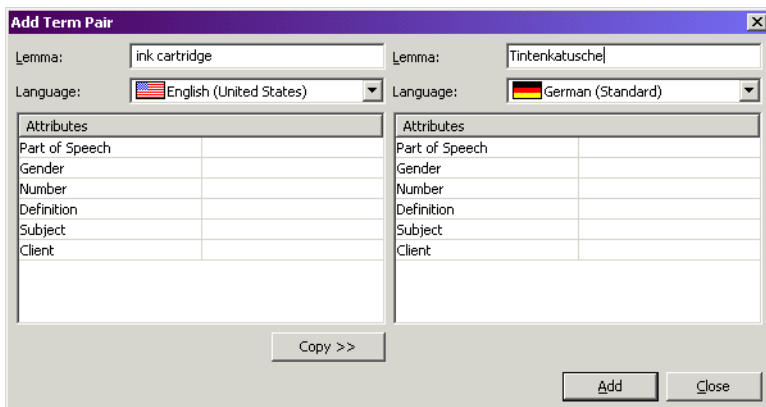 Add Term Pair
Lemma: ink cartridge Lemma: Tintenkatusche
Language: English (United States) Language: German (Standard)
Attributes Attributes
Part of Speech Part of Speech
Gender Gender
Number Number
Definition Definition
Subject Subject
Client Client
Copy >>
Add Close